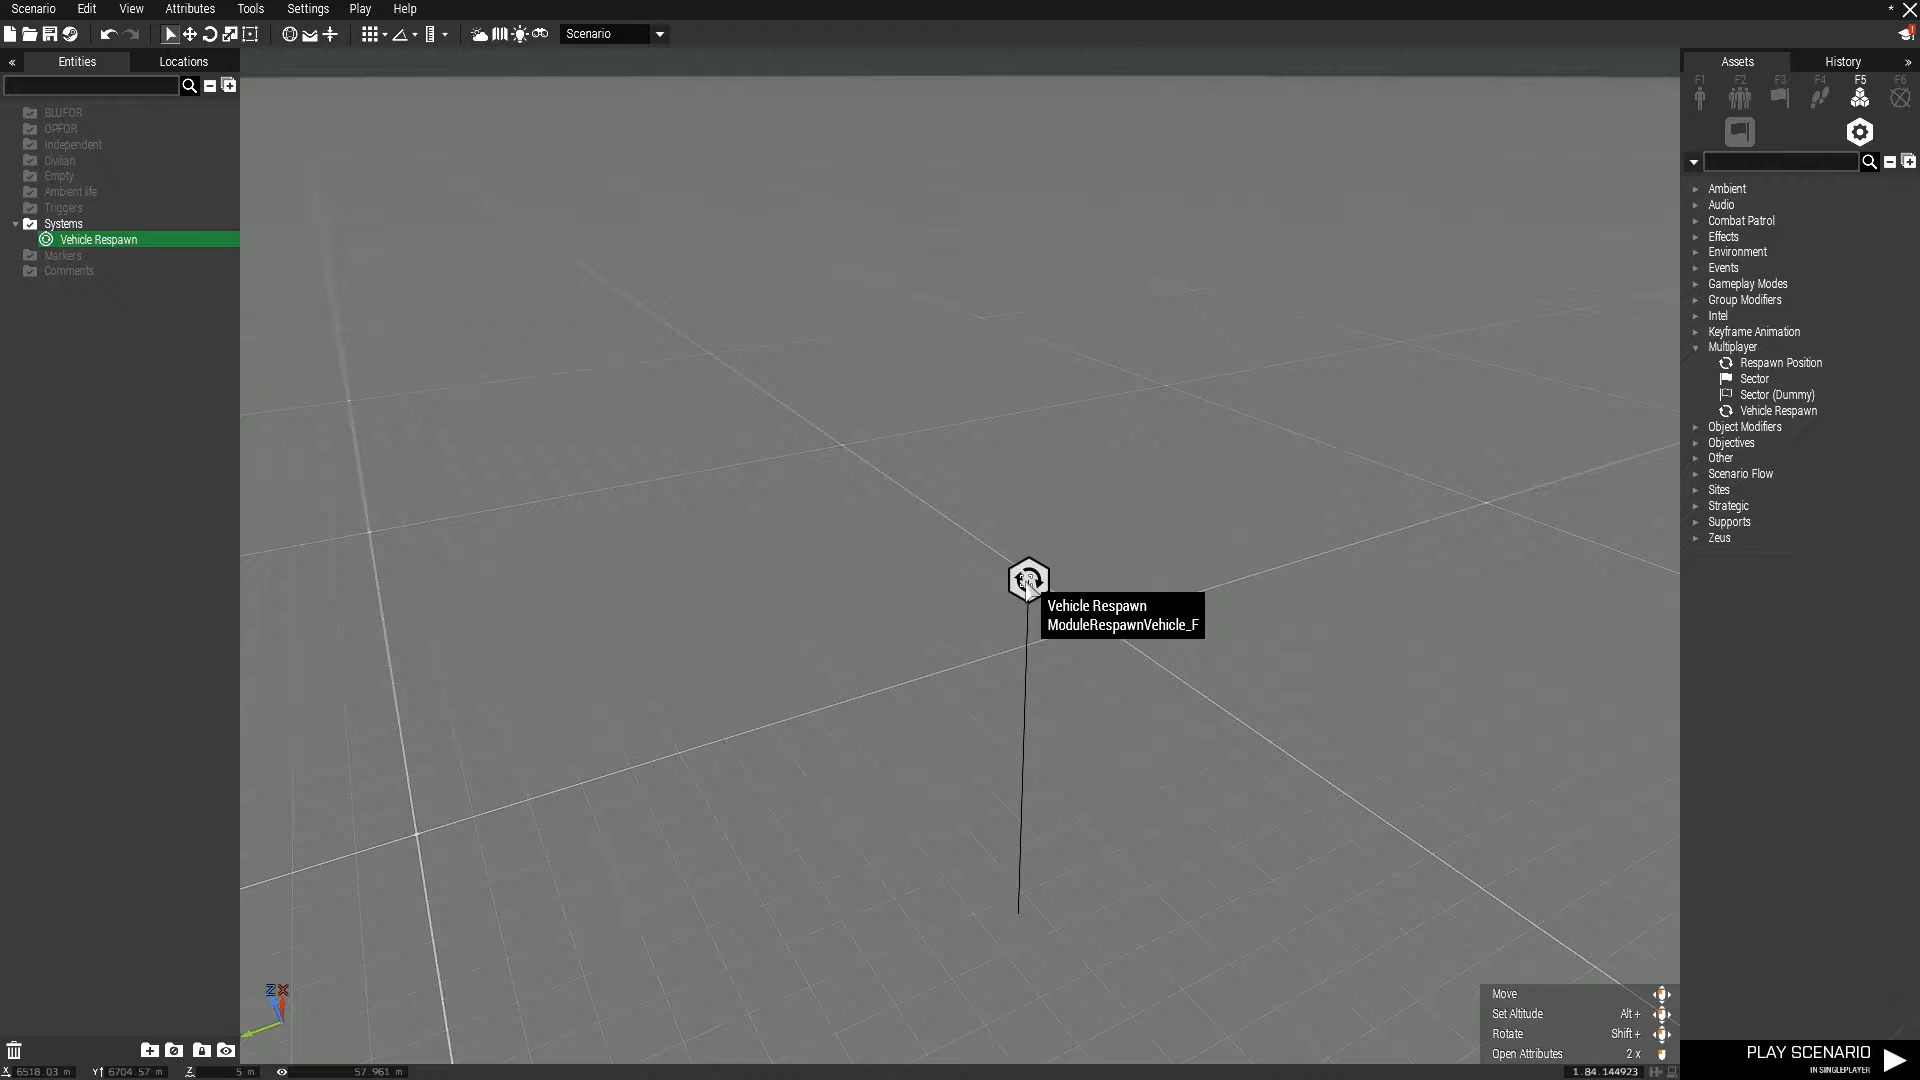 Scenario Edit View Attributes Tools Settings Play Help
*
Scenario
« Entities Locations
Assets History »
F1 F2 F3 F4 F5 F6
BLUFOR
OPFOR
Independent
Civilian
Empty
Ambient life
Triggers
Systems
Vehicle Respawn
Markers
Comments
Ambient
Audio
Combat Patrol
Effects
Environment
Events
Gameplay Modes
Group Modifiers
Intel
Keyframe Animation
Multiplayer
Respawn Position
Sector
Sector (Dummy)
Vehicle Respawn
Object Modifiers
Objectives
Other
Scenario Flow
Sites
Strategic
Supports
Zeus
Vehicle Respawn
ModuleRespawnVehicle_F
Z X
Move
Set Altitude Alt +
Rotate Shift +
Open Attributes 2 x
PLAY SCENARIO
IN SINGLEPLAYER
X 6518.03 m Y 6704.57 m Z 5 m 57.961 m 1.84.144923